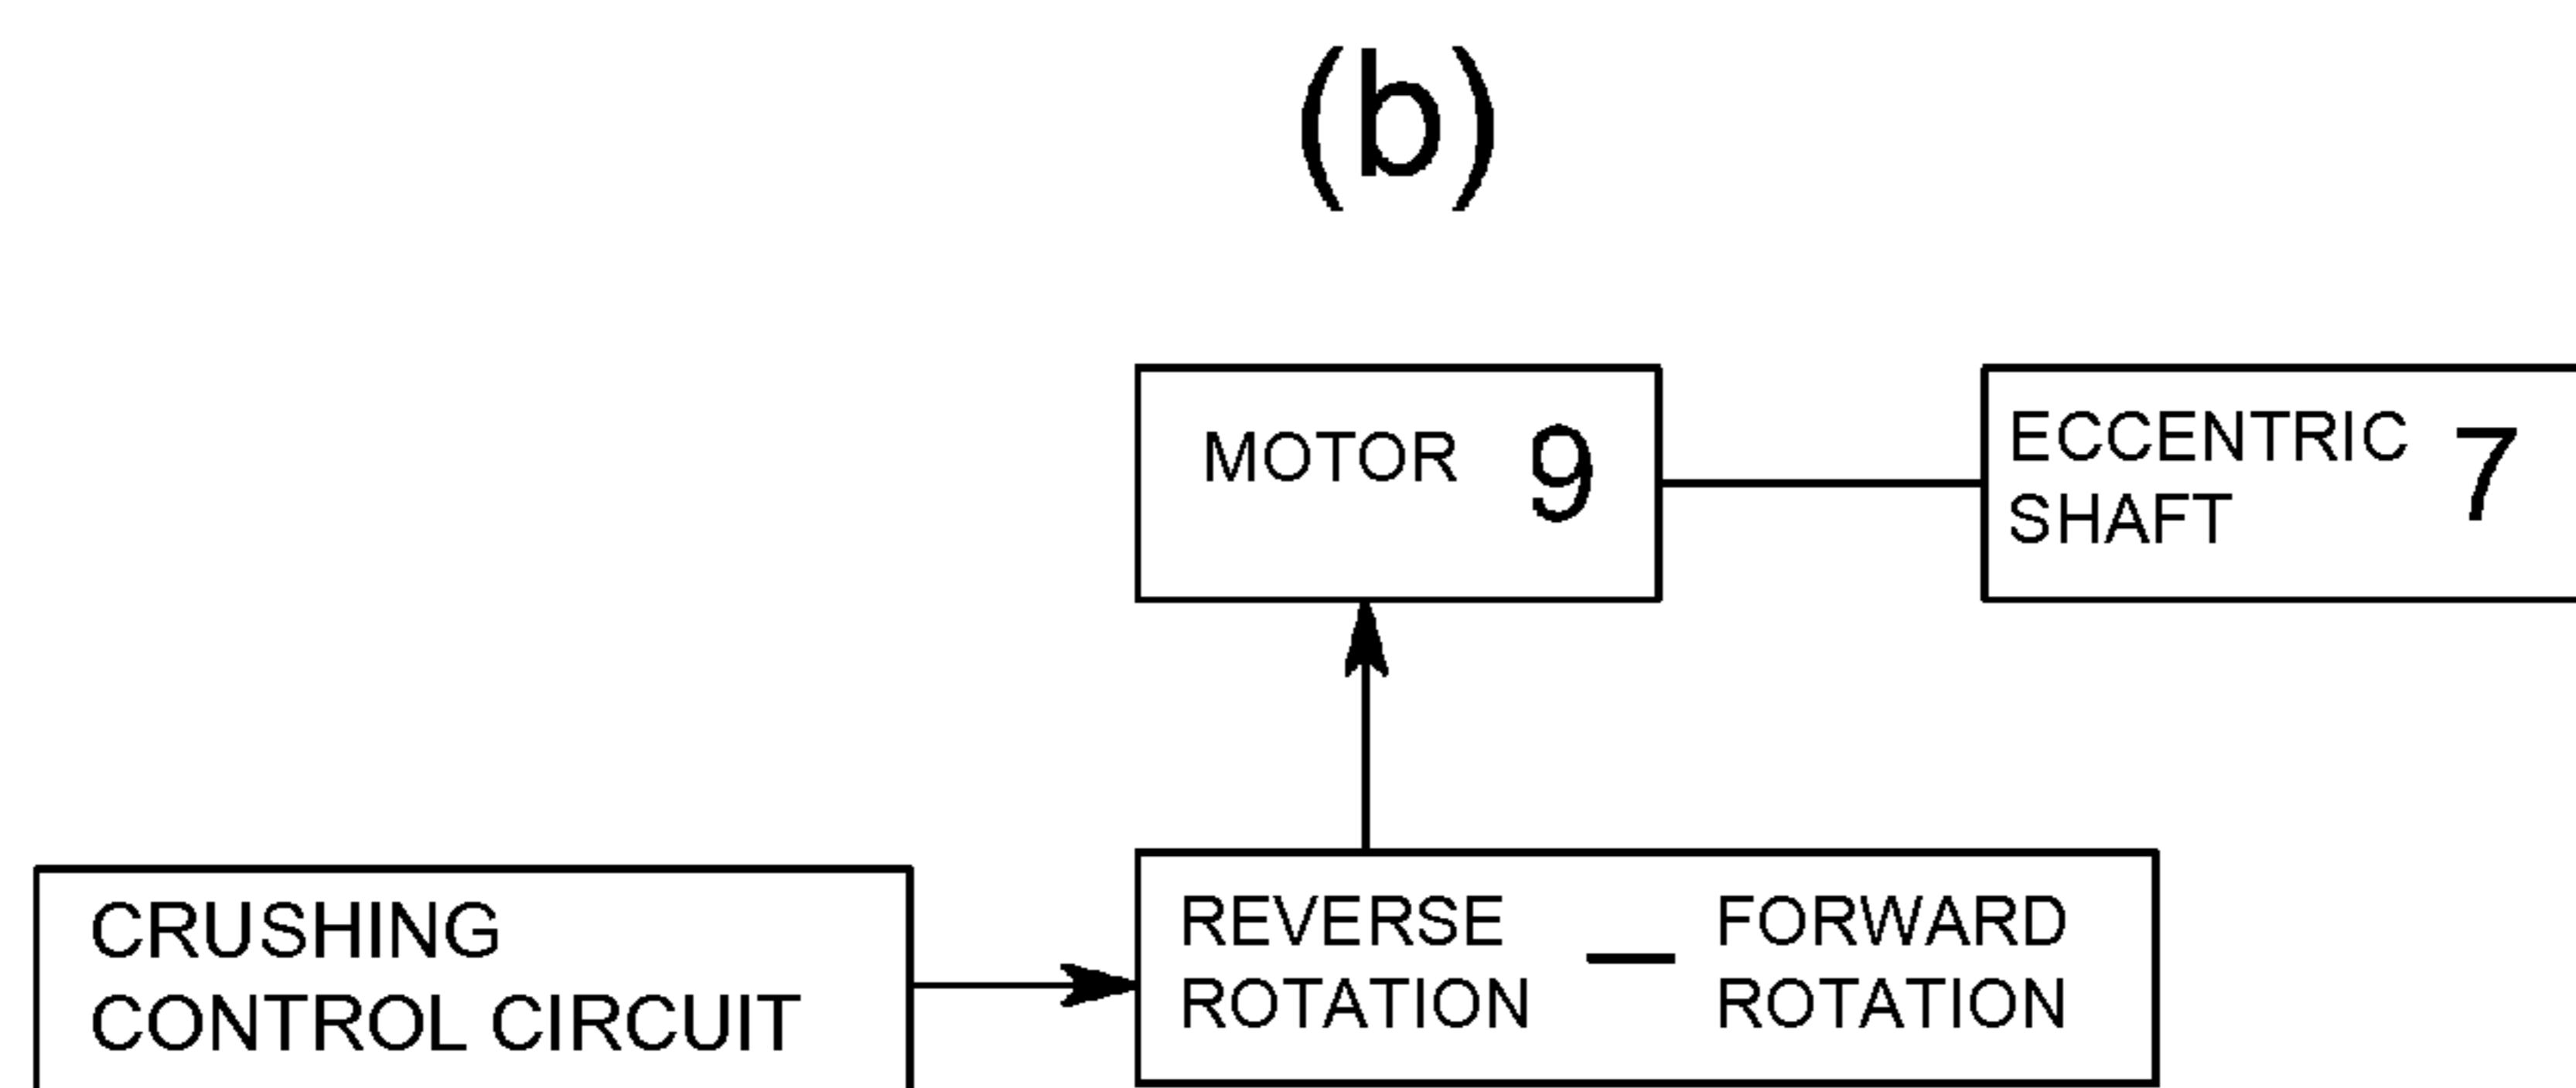 (b)
MOTOR 9
ECCENTRIC 7
SHAFT
CRUSHING
CONTROL CIRCUIT
REVERSE — FORWARD
ROTATION ROTATION